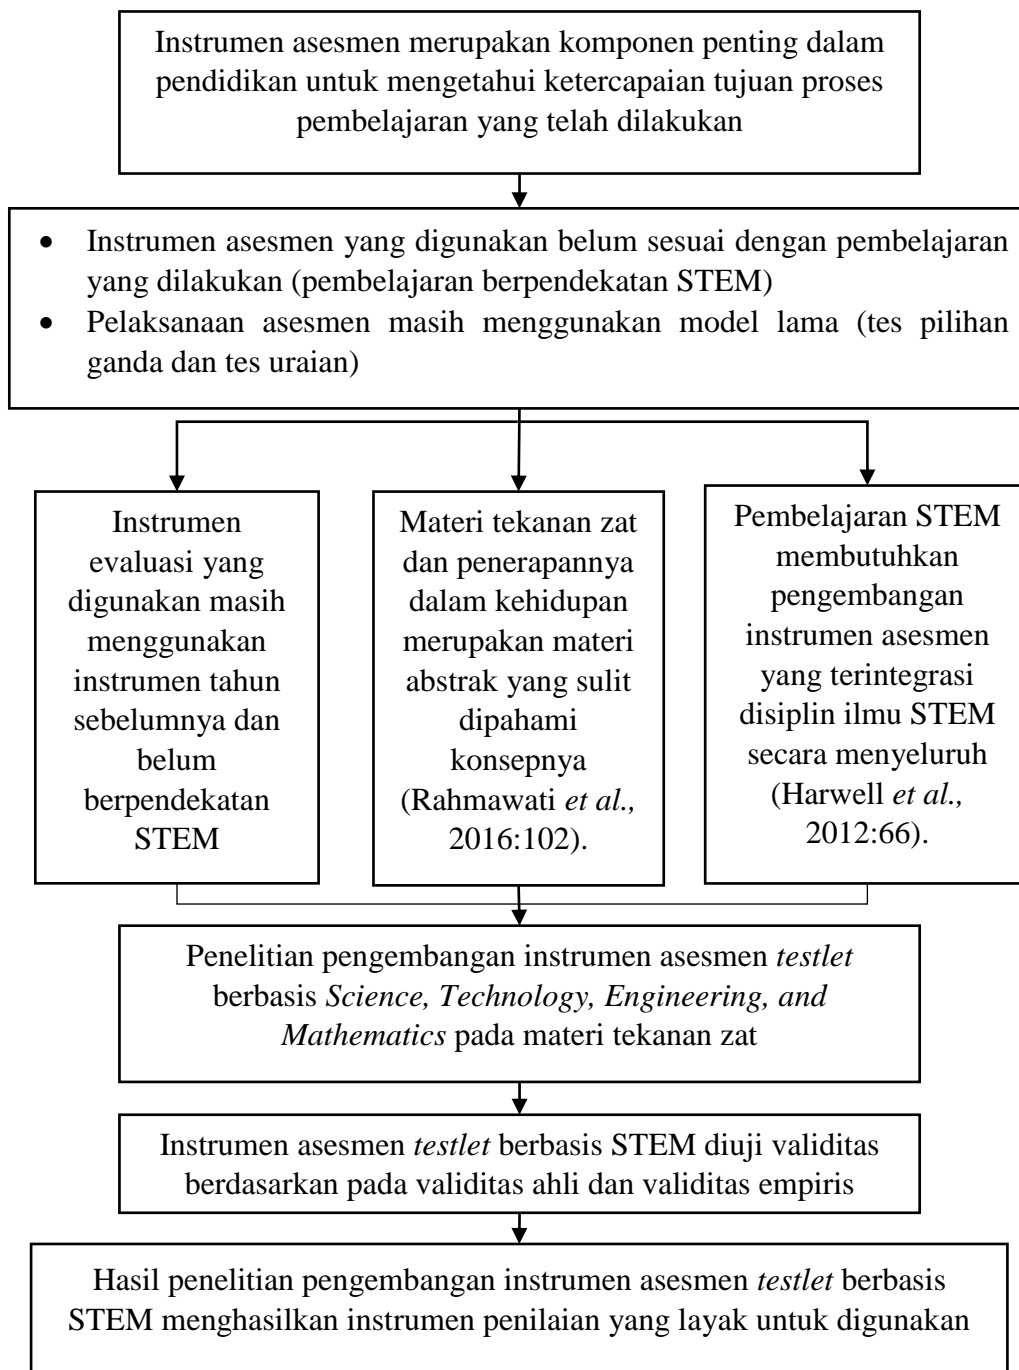 Instrumen asesmen merupakan komponen penting dalam
pendidikan untuk mengetahui ketercapaian tujuan proses
pembelajaran yang telah dilakukan
• Instrumen asesmen yang digunakan belum sesuai dengan pembelajaran
yang dilakukan (pembelajaran berpendekatan STEM)
• Pelaksanaan asesmen masih menggunakan model lama (tes pilihan
ganda dan tes uraian)
Instrumen
evaluasi yang
digunakan masih
menggunakan
instrumen tahun
sebelumnya dan
belum
berpendekatan
STEM
Materi tekanan zat
dan penerapannya
dalam kehidupan
merupakan materi
abstrak yang sulit
dipahami
konsepnya
(Rahmawati et al.,
2016:102).
Pembelajaran STEM
membutuhkan
pengembangan
instrumen asesmen
yang terintegrasi
disiplin ilmu STEM
secara menyeluruh
(Harwell et al.,
2012:66).
Penelitian pengembangan instrumen asesmen testlet
berbasis Science, Technology, Engineering, and
Mathematics pada materi tekanan zat
Instrumen asesmen testlet berbasis STEM diuji validitas
berdasarkan pada validitas ahli dan validitas empiris
Hasil penelitian pengembangan instrumen asesmen testlet berbasis
STEM menghasilkan instrumen penilaian yang layak untuk digunakan